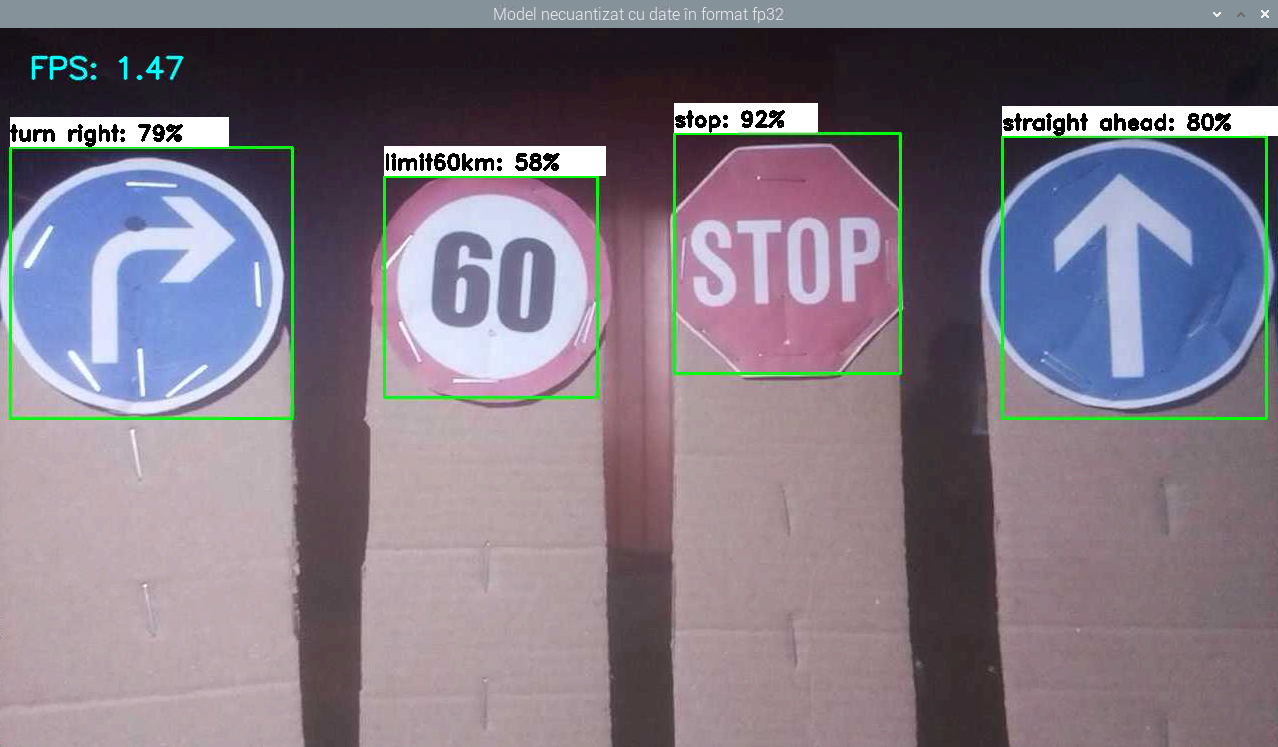 Model necuantizat cu date în format fp32
FPS: 1.47
turn right: 79%
limit60km: 58%
stop: 92%
straight ahead: 80%
60
STOP